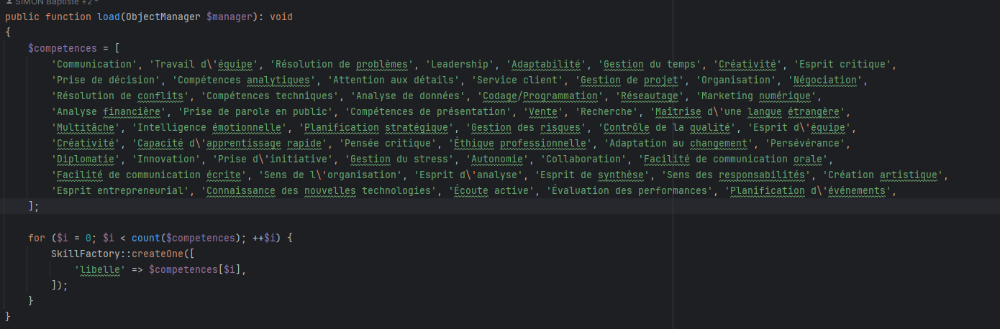 SIMON Baptiste +2 *
public function load(ObjectManager $manager): void
{
$competences = [
'Communication', 'Travail d\'équipe', 'Résolution de problèmes', 'Leadership', 'Adaptabilité', 'Gestion du temps', 'Créativité', 'Esprit critique',
'Prise de décision', 'Compétences analytiques', 'Attention aux détails', 'Service client', 'Gestion de projet', 'Organisation', 'Négociation',
'Résolution de conflits', 'Compétences techniques', 'Analyse de données', 'Codage/Programmation', 'Réseautage', 'Marketing numérique',
'Analyse financière', 'Prise de parole en public', 'Compétences de présentation', 'Vente', 'Recherche', 'Maîtrise d\'une langue étrangère',
'Multitâche', 'Intelligence émotionnelle', 'Planification stratégique', 'Gestion des risques', 'Contrôle de la qualité', 'Esprit d\'équipe',
'Créativité', 'Capacité d\'apprentissage rapide', 'Pensée critique', 'Éthique professionnelle', 'Adaptation au changement', 'Persévérance',
'Diplomatie', 'Innovation', 'Prise d\'initiative', 'Gestion du stress', 'Autonomie', 'Collaboration', 'Facilité de communication orale',
'Facilité de communication écrite', 'Sens de l\'organisation', 'Esprit d\'analyse', 'Esprit de synthèse', 'Sens des responsabilités', 'Création artistique',
'Esprit entrepreneurial', 'Connaissance des nouvelles technologies', 'Écoute active', 'Évaluation des performances', 'Planification d\'événements',
];
for ($i = 0; $i < count($competences); ++$i) {
SkillFactory::createOne([
'libelle' => $competences[$i],
]);
}
}